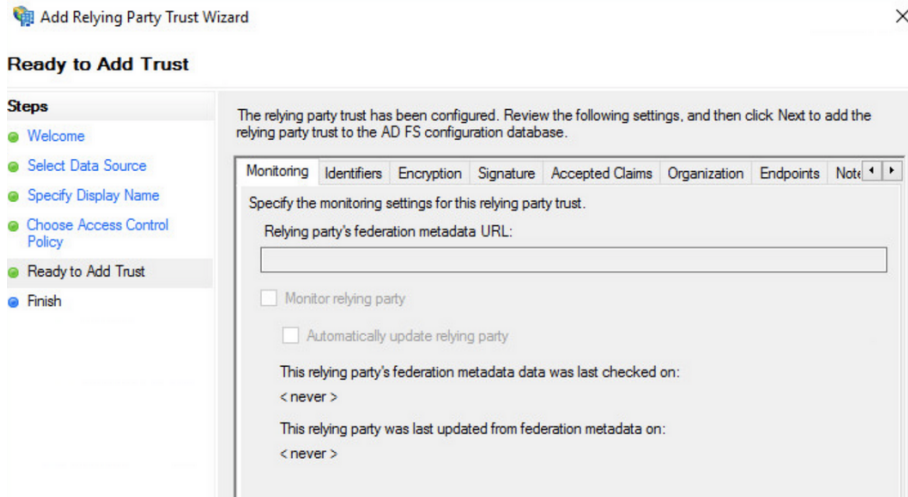 Add Relying Party Trust Wizard
Ready to Add Trust
Steps
Welcome
Select Data Source
Specify Display Name
Choose Access Control
Policy
Ready to Add Trust
Finish
The relying party trust has been configured. Review the following settings, and then click Next to add the
relying party trust to the AD FS configuration database.
Monitoring Identifiers Encryption Signature Accepted Claims Organization Endpoints Note
Specify the monitoring settings for this relying party trust.
Relying party's federation metadata URL:
Monitor relying party
Automatically update relying party
This relying party's federation metadata data was last checked on:
< never >
This relying party was last updated from federation metadata on:
< never >